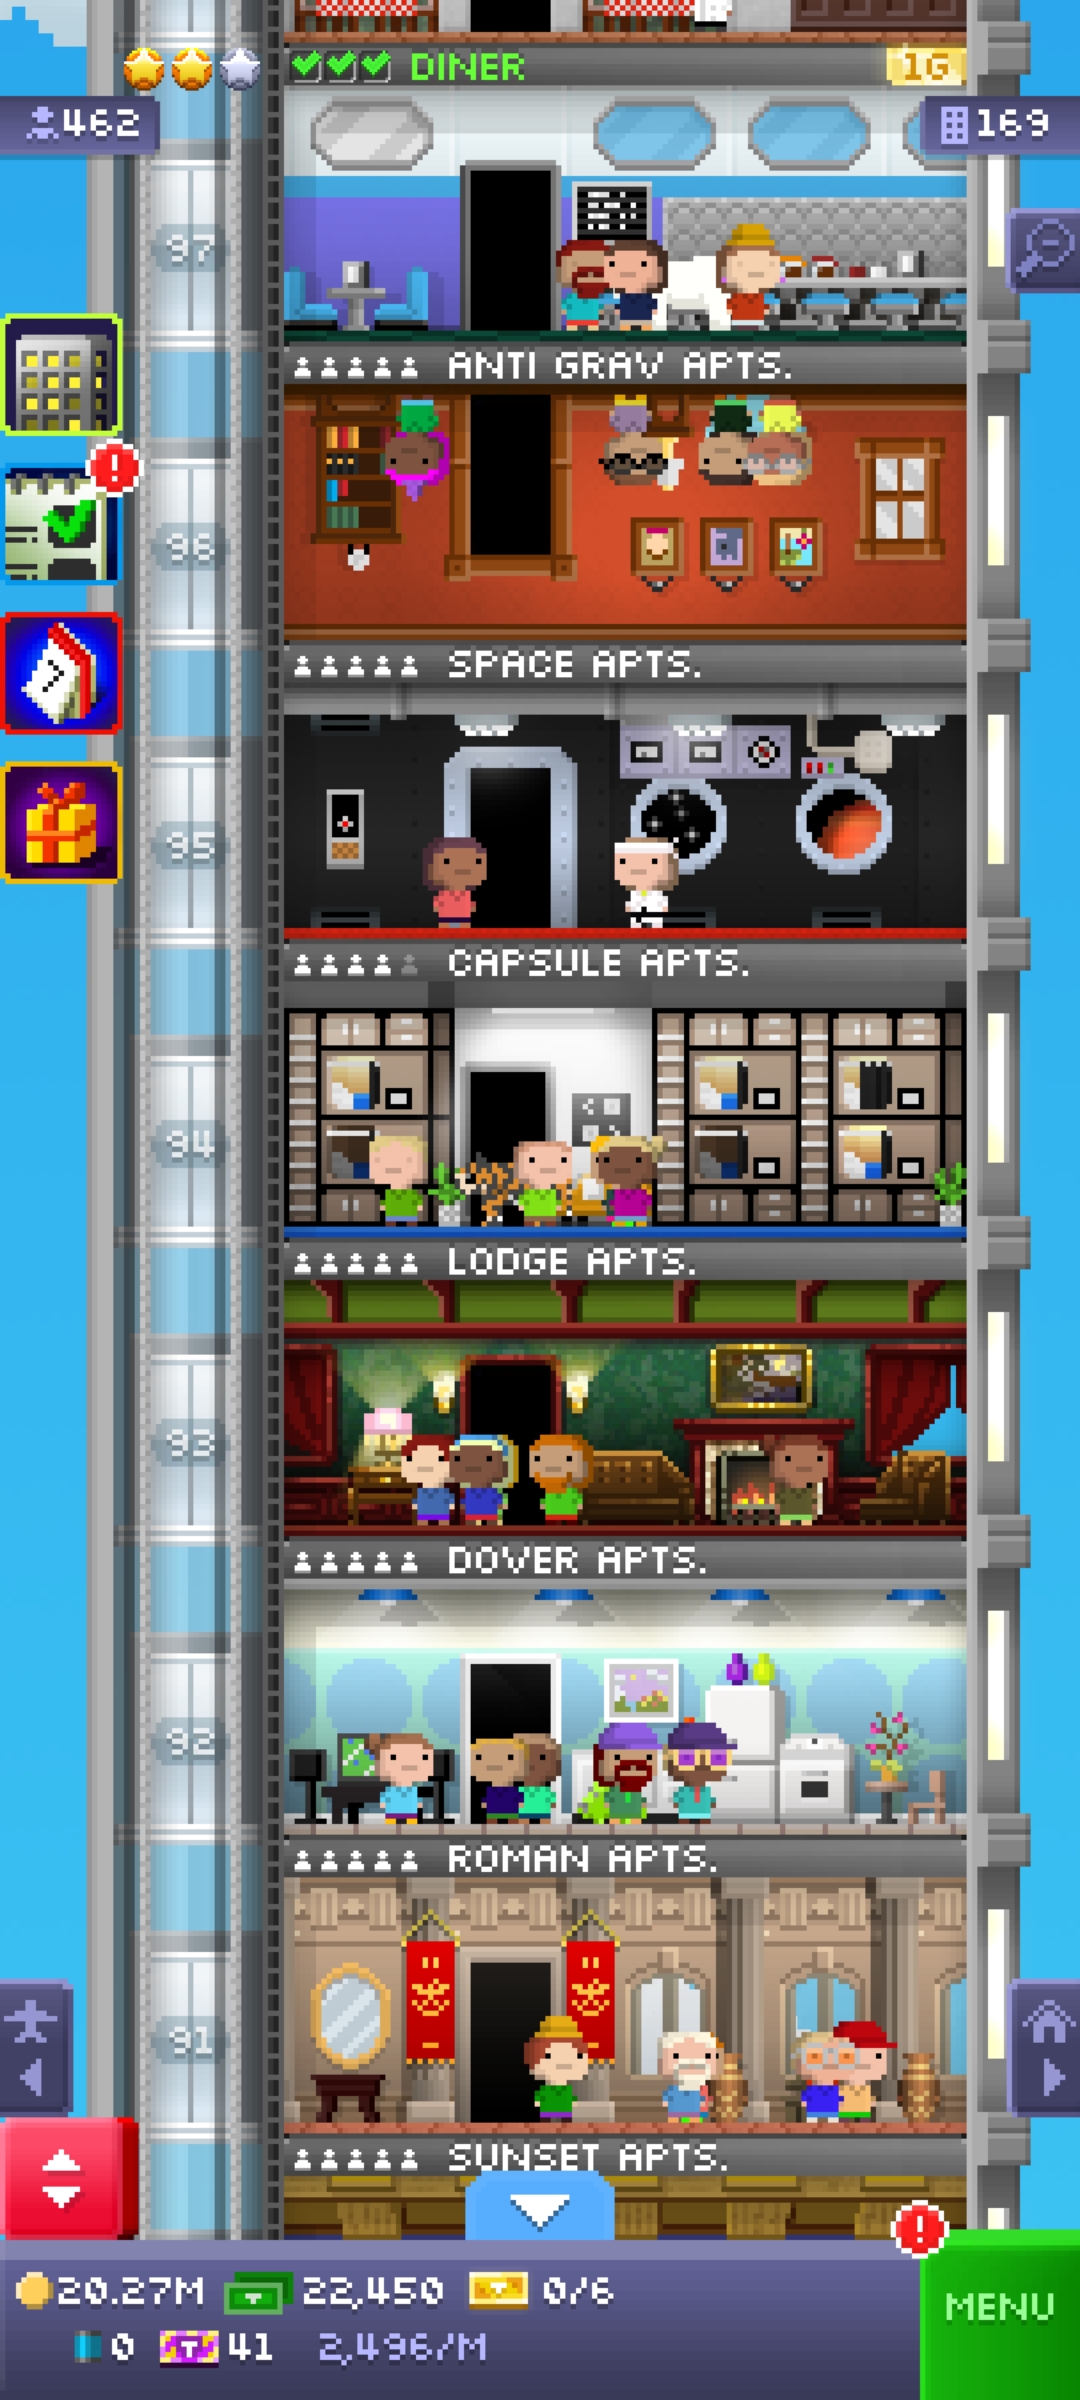 DINER 1G
462
169
97
ANTI GRAV APTS.
96
SPACE APTS.
95
CAPSULE APTS.
94
LODGE APTS.
93
DOVER APTS.
92
ROMAN APTS.
91
SUNSET APTS.
20.27M 22,450 0/6
MENU
0 41 2,496/M